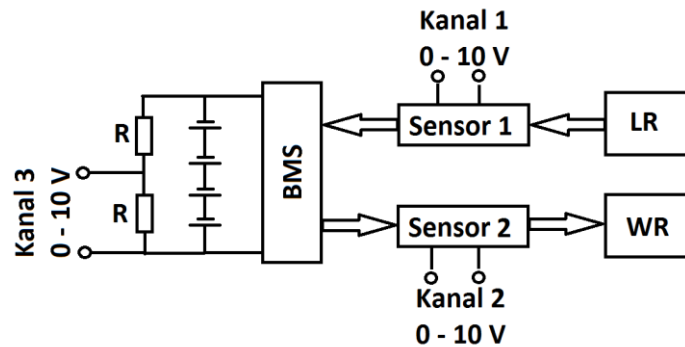 Kanal 1
0 - 10 V
Sensor 1
LR
R
BMS
Kanal 3
0 - 10 V
R
Sensor 2
WR
Kanal 2
0 - 10 V